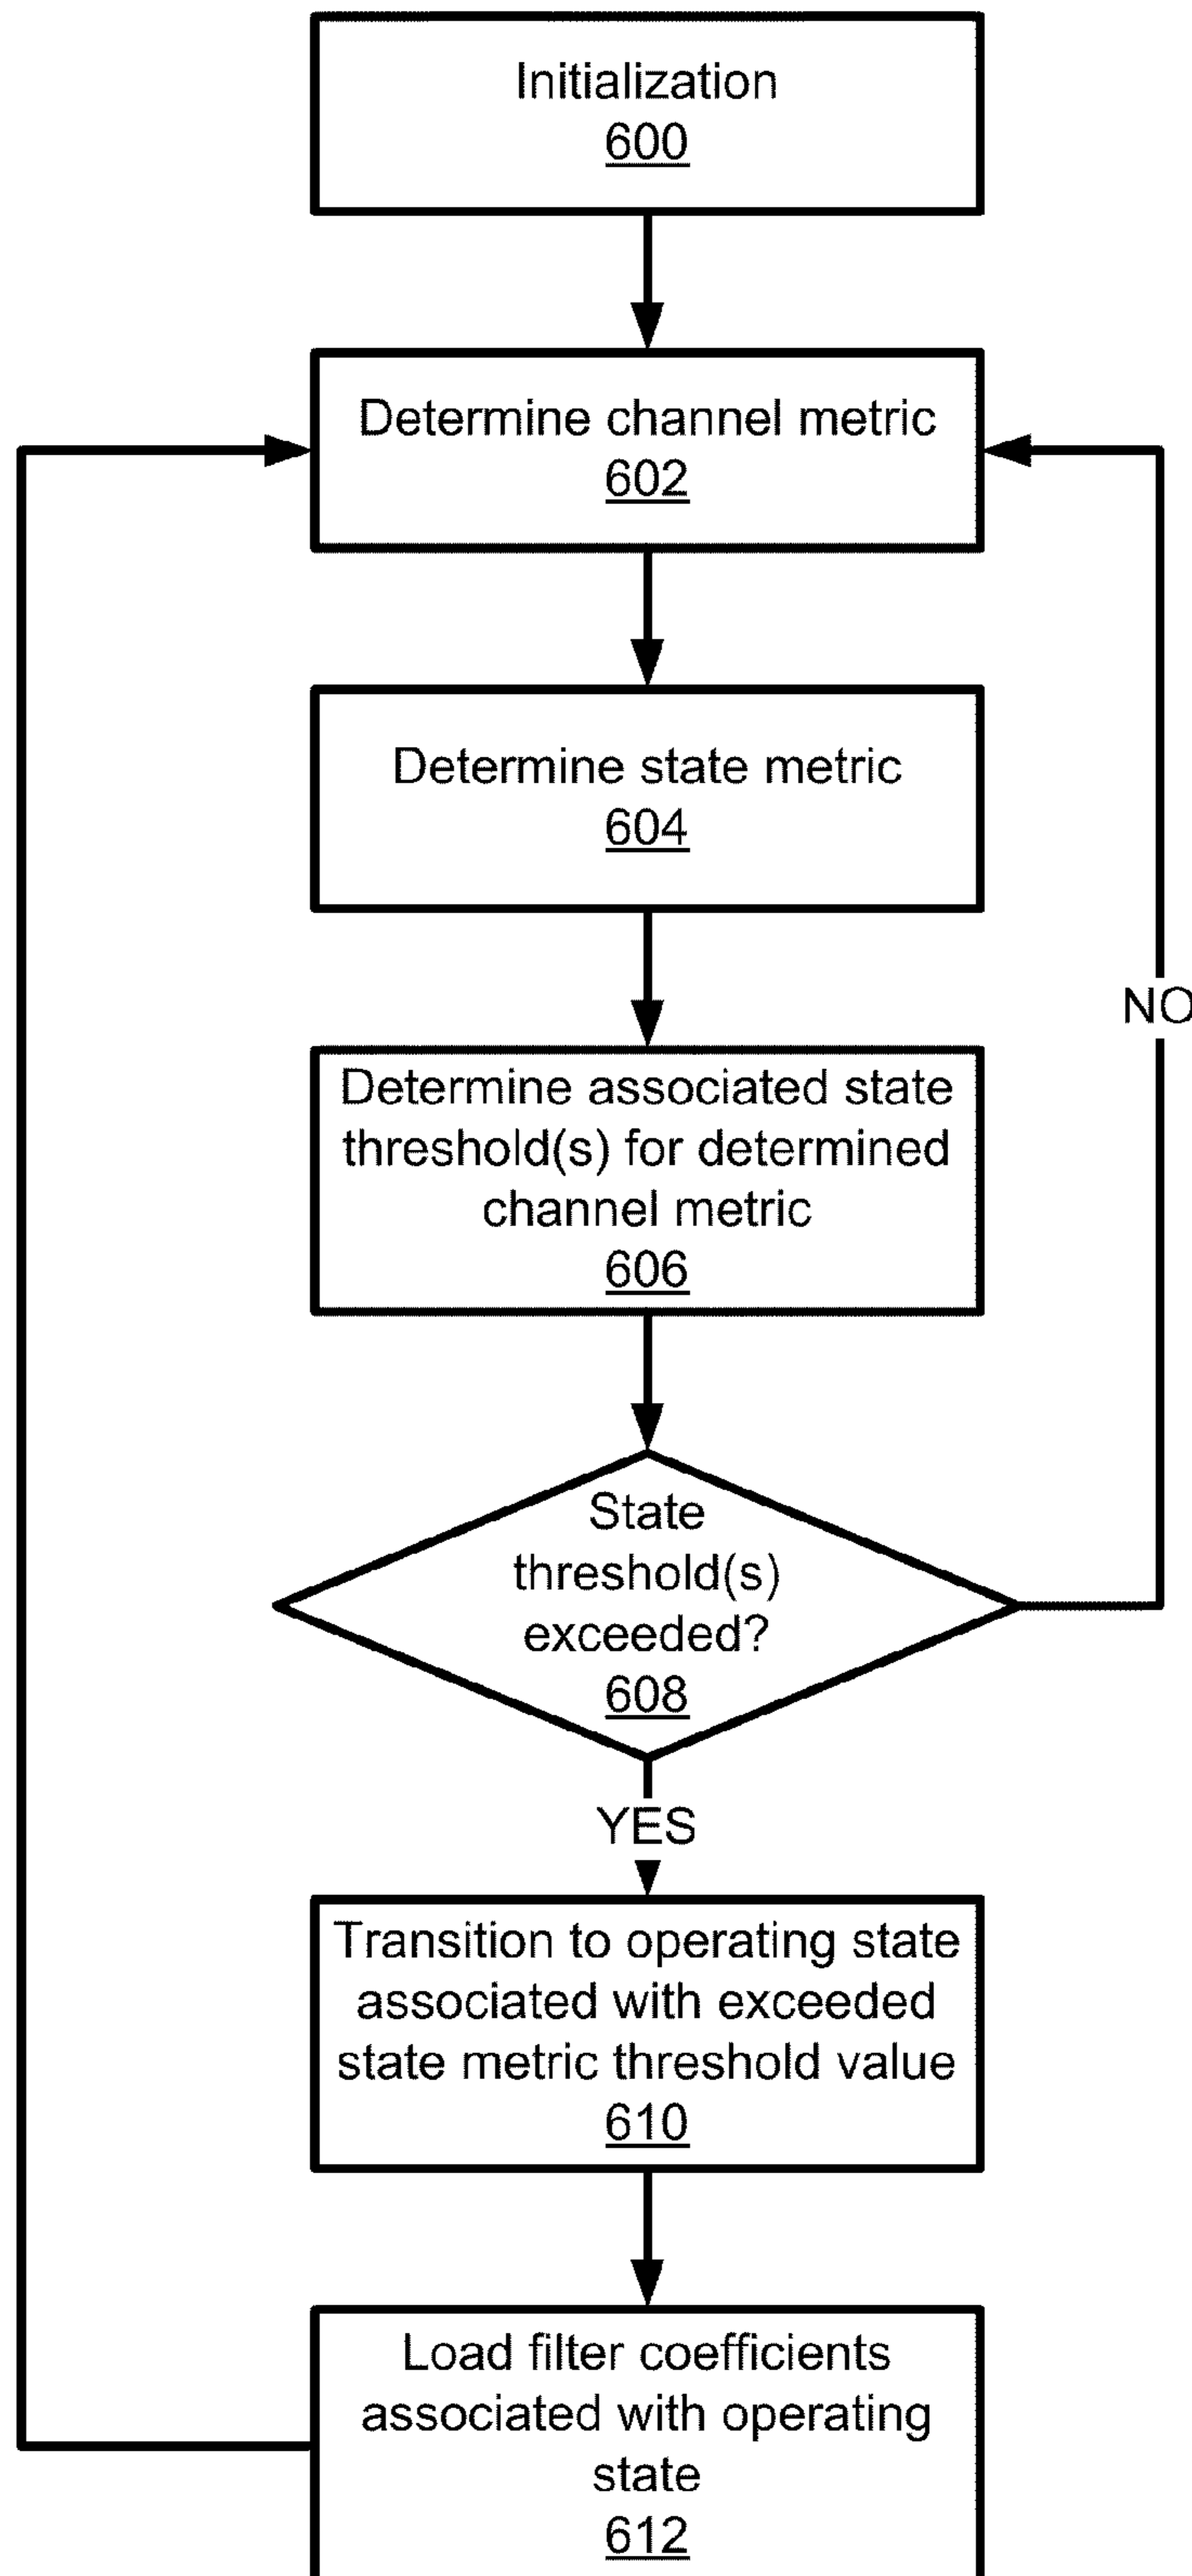 Initialization
600
Determine channel metric
602
Determine state metric
604
Determine associated state
threshold(s) for determined
channel metric
606
NO
State
threshold(s)
exceeded?
608
YES
Transition to operating state
associated with exceeded
state metric threshold value
610
Load filter coefficients
associated with operating
state
612